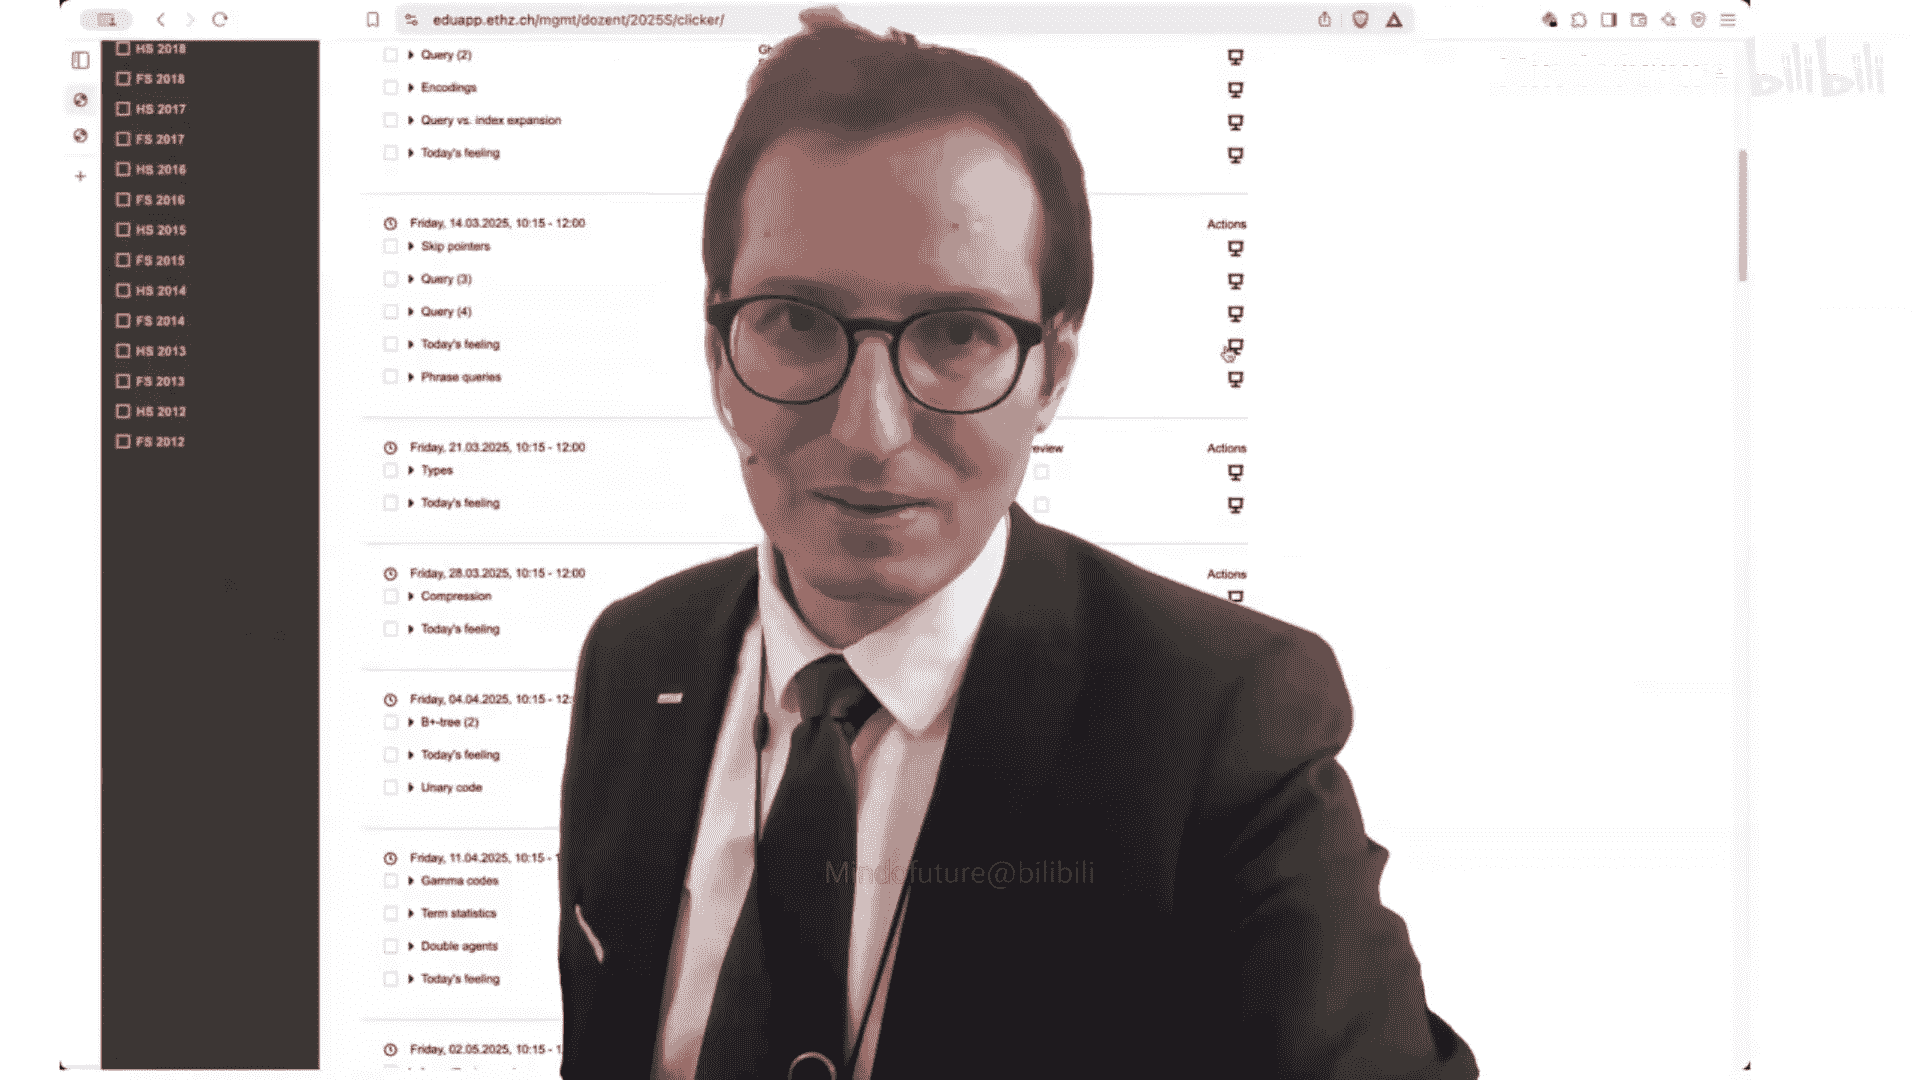 eduapp.ethz.ch/mgmt/dozent/2025S/clicker/
bilibili
HS 2018
FS 2018
HS 2017
FS 2017
HS 2016
FS 2016
HS 2015
FS 2015
HS 2014
FS 2014
HS 2013
FS 2013
HS 2012
FS 2012
Query (2)
Encodings
Query vs. index expansion
Today's feeling
Friday, 14.03.2025, 10:15 - 12:00
Actions
Skip pointers
Query (3)
Query (4)
Today's feeling
Phrase queries
Friday, 21.03.2025, 10:15 - 12:00
Actions
Types
Today's feeling
Friday, 28.03.2025, 10:15 - 12:00
Actions
Compression
Today's feeling
Friday, 04.04.2025, 10:15 - 12:
B+-tree (2)
Today's feeling
Unary code
Friday, 11.04.2025, 10:15 -
Gamma codes
Term statistics
Double agents
Today's feeling
Friday, 02.05.2025, 10:15 -
Mindofuture@bilibili